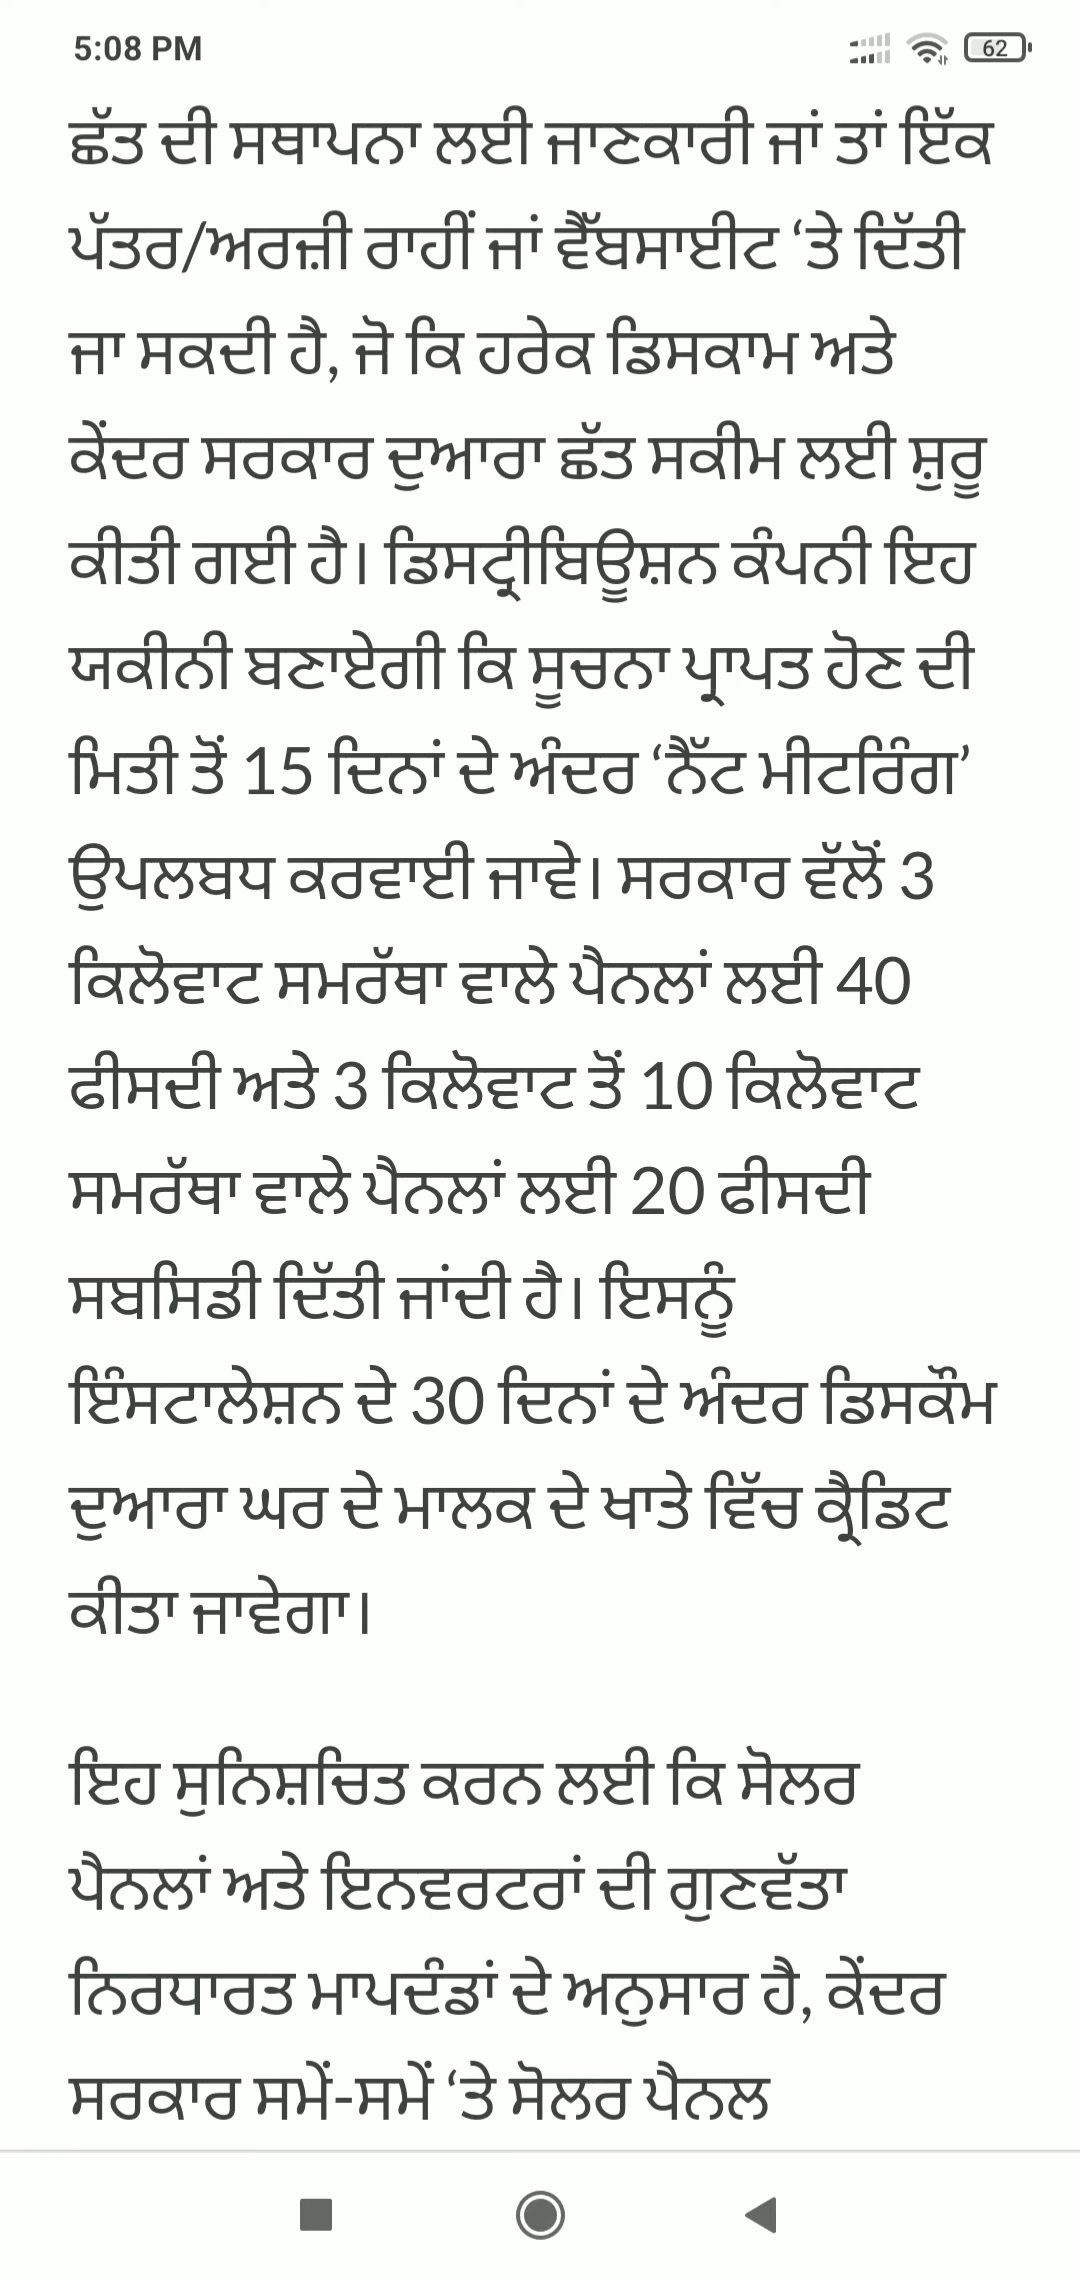 5:08 PM
62
ਛੱਤ ਦੀ ਸਥਾਪਨਾ ਲਈ ਜਾਣਕਾਰੀ ਜਾਂ ਤਾਂ ਇੱਕ
ਪੱਤਰ/ਅਰਜ਼ੀ ਰਾਹੀਂ ਜਾਂ ਵੈੱਬਸਾਈਟ ‘ਤੇ ਦਿੱਤੀ
ਜਾ ਸਕਦੀ ਹੈ, ਜੋ ਕਿ ਹਰੇਕ ਡਿਸਕਾਮ ਅਤੇ
ਕੇਂਦਰ ਸਰਕਾਰ ਦੁਆਰਾ ਛੱਤ ਸਕੀਮ ਲਈ ਸ਼ੁਰੂ
ਕੀਤੀ ਗਈ ਹੈ। ਡਿਸਟ੍ਰੀਬਿਊਸ਼ਨ ਕੰਪਨੀ ਇਹ
ਯਕੀਨੀ ਬਣਾਏਗੀ ਕਿ ਸੂਚਨਾ ਪ੍ਰਾਪਤ ਹੋਣ ਦੀ
ਮਿਤੀ ਤੋਂ 15 ਦਿਨਾਂ ਦੇ ਅੰਦਰ ‘ਨੈੱਟ ਮੀਟਰਿੰਗ’
ਉਪਲਬਧ ਕਰਵਾਈ ਜਾਵੇ। ਸਰਕਾਰ ਵੱਲੋਂ 3
ਕਿਲੋਵਾਟ ਸਮਰੱਥਾ ਵਾਲੇ ਪੈਨਲਾਂ ਲਈ 40
ਫੀਸਦੀ ਅਤੇ 3 ਕਿਲੋਵਾਟ ਤੋਂ 10 ਕਿਲੋਵਾਟ
ਸਮਰੱਥਾ ਵਾਲੇ ਪੈਨਲਾਂ ਲਈ 20 ਫੀਸਦੀ
ਸਬਸਿਡੀ ਦਿੱਤੀ ਜਾਂਦੀ ਹੈ। ਇਸਨੂੰ
ਇੰਸਟਾਲੇਸ਼ਨ ਦੇ 30 ਦਿਨਾਂ ਦੇ ਅੰਦਰ ਡਿਸਕੌਮ
ਦੁਆਰਾ ਘਰ ਦੇ ਮਾਲਕ ਦੇ ਖਾਤੇ ਵਿੱਚ ਕ੍ਰੈਡਿਟ
ਕੀਤਾ ਜਾਵੇਗਾ।
ਇਹ ਸੁਨਿਸ਼ਚਿਤ ਕਰਨ ਲਈ ਕਿ ਸੋਲਰ
ਪੈਨਲਾਂ ਅਤੇ ਇਨਵਰਟਰਾਂ ਦੀ ਗੁਣਵੱਤਾ
ਨਿਰਧਾਰਤ ਮਾਪਦੰਡਾਂ ਦੇ ਅਨੁਸਾਰ ਹੈ, ਕੇਂਦਰ
ਸਰਕਾਰ ਸਮੇਂ-ਸਮੇਂ ‘ਤੇ ਸੋਲਰ ਪੈਨਲ